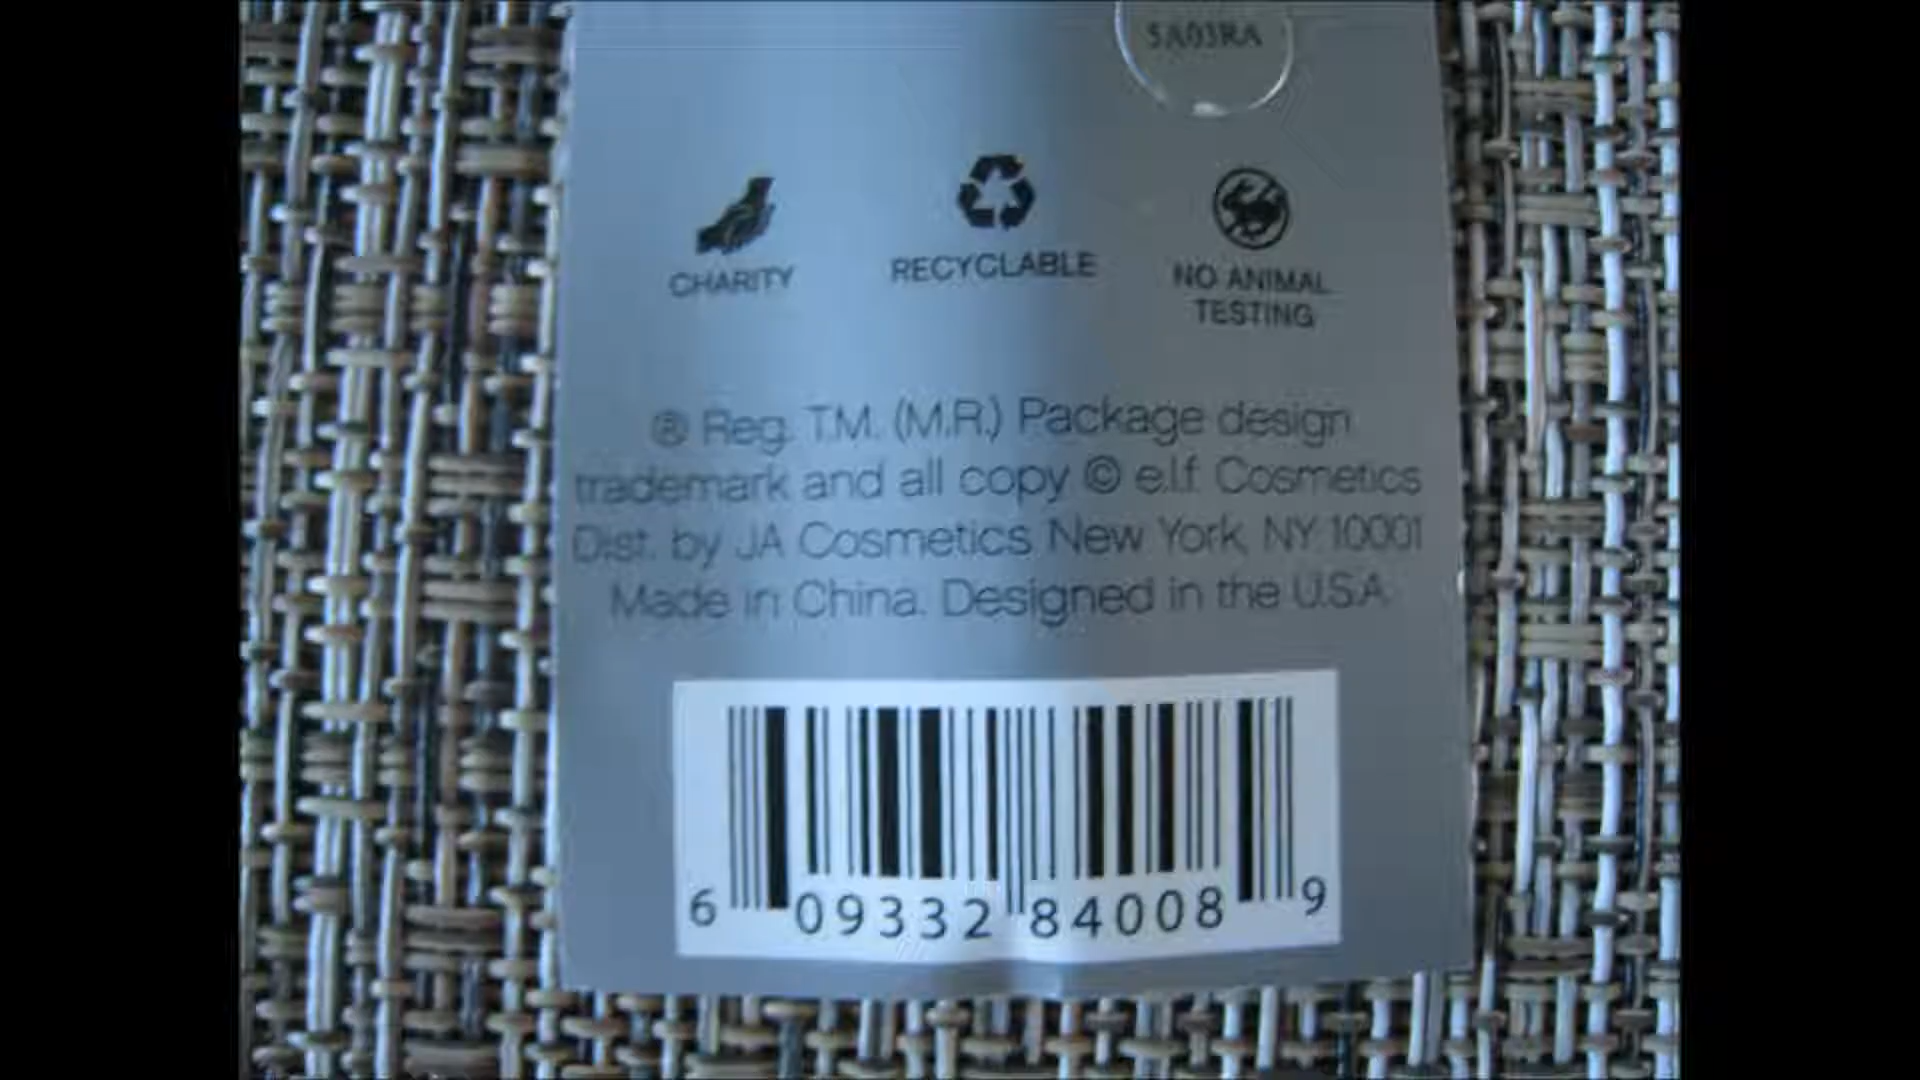 5A03RA
CHARITY
RECYCLABLE
NO ANIMAL
TESTING
® Reg. T.M. (M.R.) Package design
trademark and all copy © e.l.f. Cosmetics
Dist. by JA Cosmetics New York, NY 10001
Made in China. Designed in the U.S.A.
6 09332 84008 9